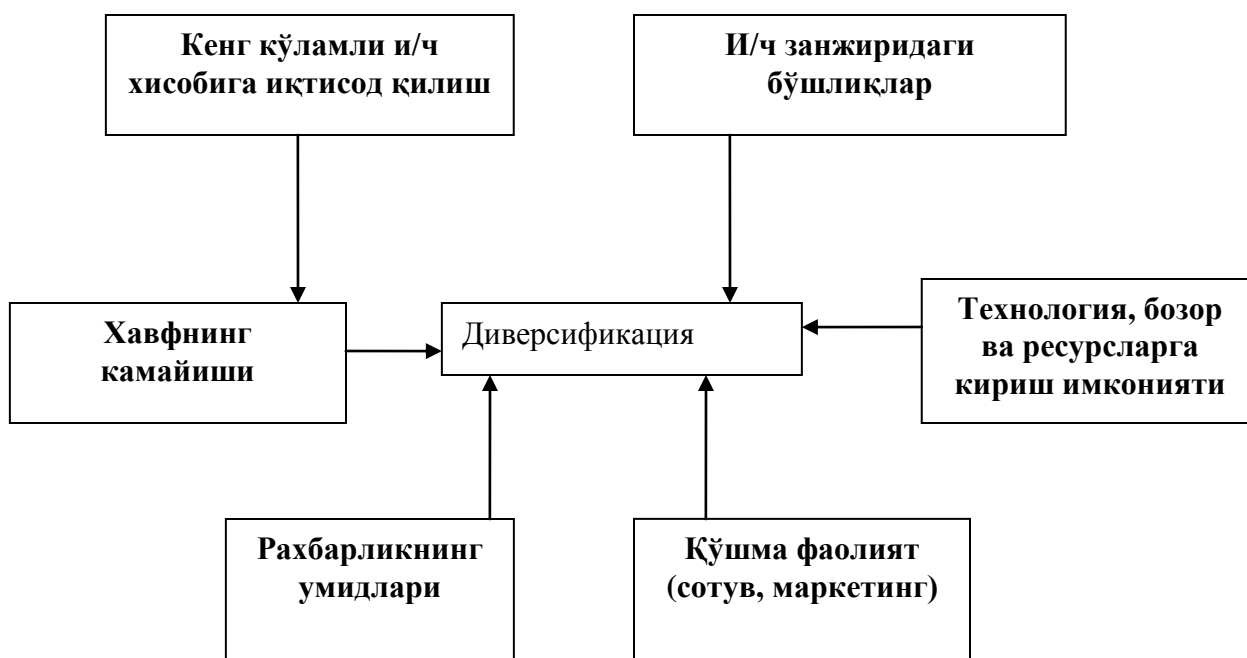 Кенг кўламли и/ч
хисобига иқтисод қилиш
И/ч занжиридаги
бўшлиқлар
Хавфнинг
камайиши
Диверсификация
Технология, бозор
ва ресурсларга
кириш имконияти
Рахбарликнинг
умидлари
Қўшма фаолият
(сотув, маркетинг)